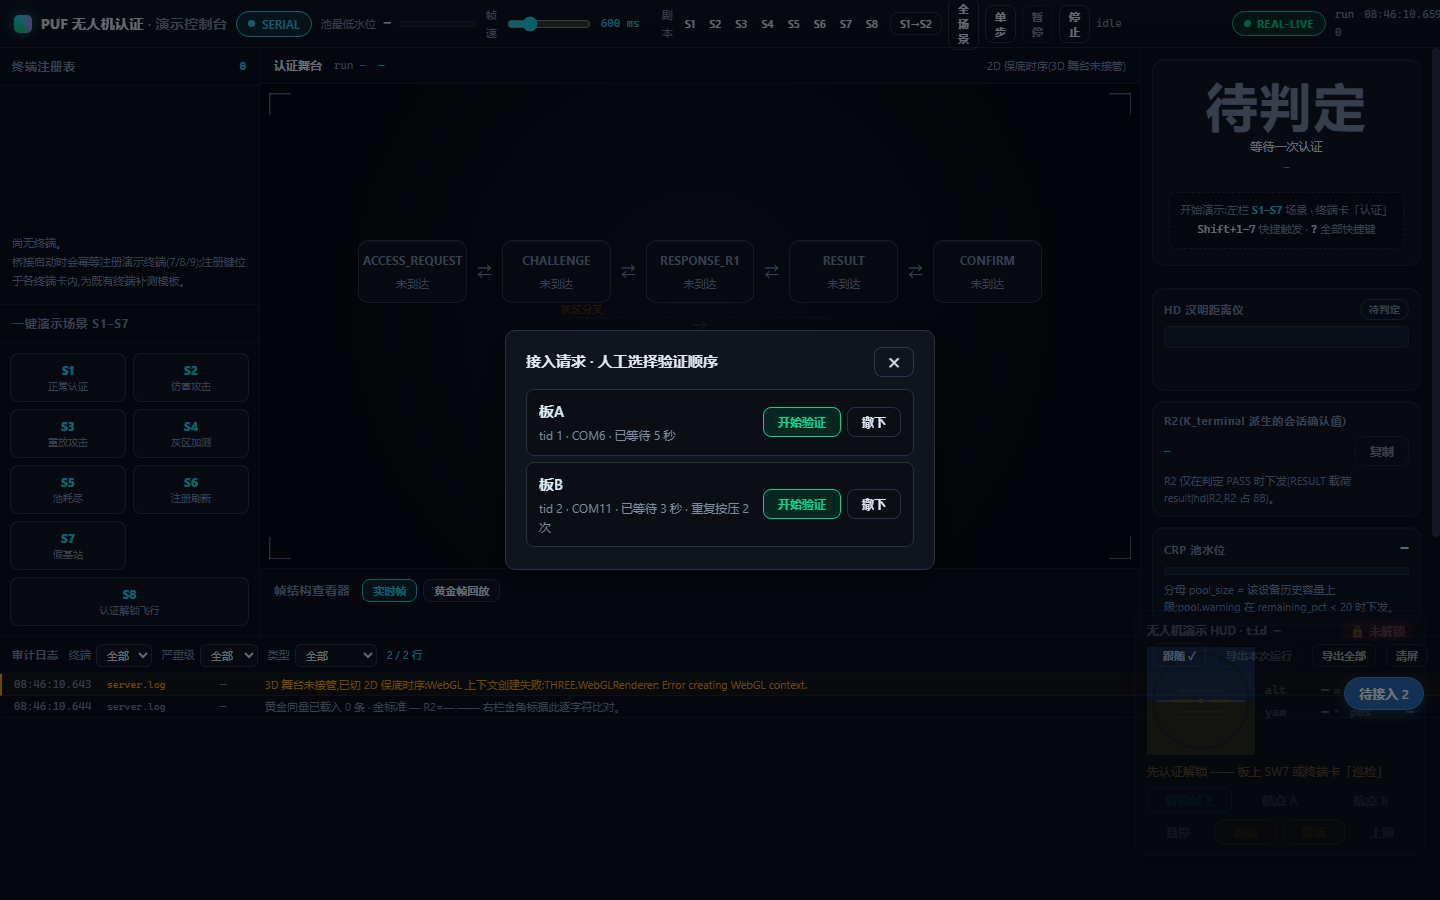 PUF 无人机认证 · 演示控制台
SERIAL
池最低水位 —
帧速
600 ms
剧本
S1 S2 S3 S4 S5 S6 S7 S8
S1→S2
全场景
单步
暂停
停止
idle
REAL-LIVE
run 0
08:46:10.659
终端注册表 0
认证舞台 run — —
2D 保底时序(3D 舞台未接管)
尚无终端。
桥接启动时会幂等注册演示终端(7/8/9);注册键位
于各终端卡内,为既有终端补测模板。
一键演示场景 S1–S7
S1
正常认证
S2
仿冒攻击
S3
重放攻击
S4
灰区加测
S5
池耗尽
S6
注册刷新
S7
假基站
S8
认证解锁飞行
ACCESS_REQUEST
未到达
CHALLENGE
未到达
RESPONSE_R1
未到达
RESULT
未到达
CONFIRM
未到达
灰区分叉
接入请求 · 人工选择验证顺序
板A
tid 1 · COM6 · 已等待 5 秒
开始验证
撤下
板B
tid 2 · COM11 · 已等待 3 秒 · 重复按压 2
次
开始验证
撤下
帧结构查看器
实时帧
黄金帧回放
待判定
等待一次认证
—
开始演示:左栏 S1–S7 场景 · 终端卡「认证」
Shift+1–7 快捷触发 · ? 全部快捷键
HD 汉明距离仪
待判定
R2(K_terminal 派生的会话确认值)
—
复制
R2 仅在判定 PASS 时下发(RESULT 载荷
result|hd|R2,R2 占 8B)。
CRP 池水位 —
分母 pool_size = 该设备历史容量上
限;pool.warning 在 remaining_pct < 20 时下发。
审计日志 终端 全部 严重级 全部 类型 全部 2 / 2 行
跟随 ✓
导出本次运行
导出全部
清屏
08:46:10.643 server.log — 3D 舞台未接管,已切 2D 保底时序:WebGL 上下文创建失败:THREE.WebGLRenderer: Error creating WebGL context.
08:46:10.644 server.log — 黄金向量已载入 0 条 · 金标准 — R2=— —— 右栏金角标据此逐字符比对。
无人机演示 HUD · tid —
未解锁
alt —
yaw — ° pos —
待接入 2
先认证解锁 —— 板上 SW7 或终端卡「巡检」
航点 A
航点 B
悬停
上锁